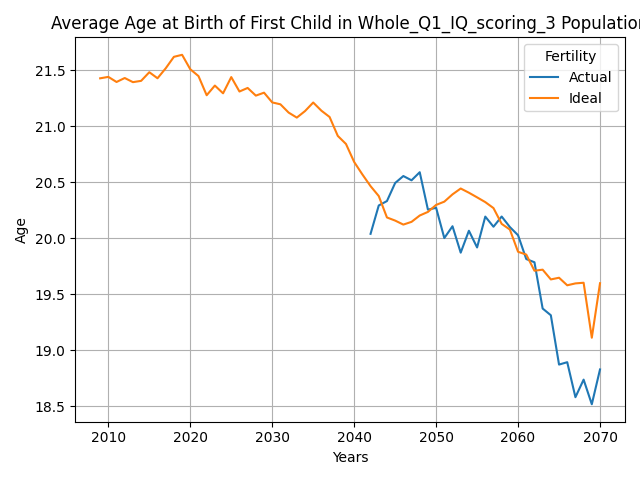 Average Age at Birth of First Child in Whole_Q1_IQ_scoring_3 Population
Fertility
Actual
Ideal
21.5
21.0
20.5
20.0
19.5
19.0
18.5
Age
2010 2020 2030 2040 2050 2060 2070
Years